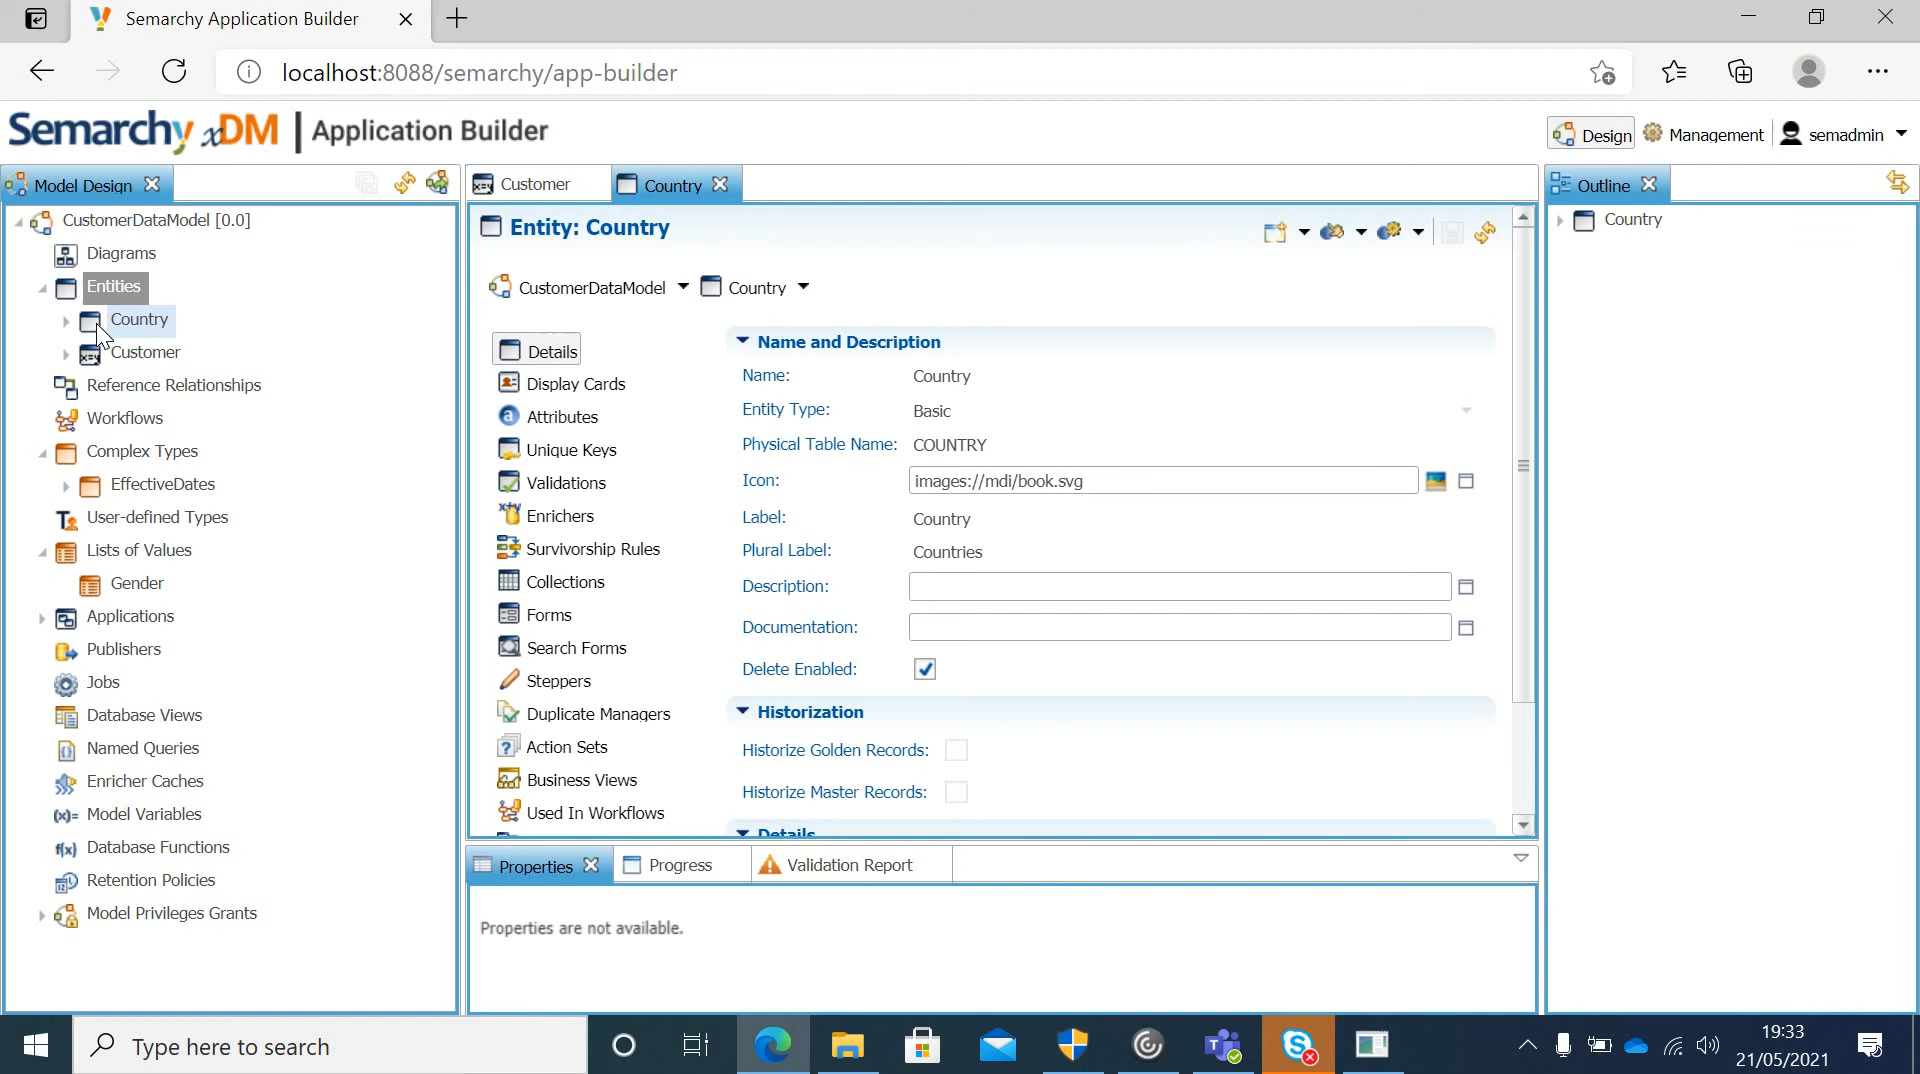 Semarchy Application Builder
localhost:8088/semarchy/app-builder
Semarchy xDM | Application Builder
Design
Management
semadmin
Model Design
Customer
Country
Outline
CustomerDataModel [0.0]
Diagrams
Entities
Country
Customer
Reference Relationships
Workflows
Complex Types
EffectiveDates
User-defined Types
Lists of Values
Gender
Applications
Publishers
Jobs
Database Views
Named Queries
Enricher Caches
Model Variables
Database Functions
Retention Policies
Model Privileges Grants
Entity: Country
CustomerDataModel
Country
Details
Display Cards
Attributes
Unique Keys
Validations
Enrichers
Survivorship Rules
Collections
Forms
Search Forms
Steppers
Duplicate Managers
Action Sets
Business Views
Used In Workflows
Name and Description
Name: Country
Entity Type: Basic
Physical Table Name: COUNTRY
Icon: images://mdi/book.svg
Label: Country
Plural Label: Countries
Description:
Documentation:
Delete Enabled:
Historization
Historize Golden Records:
Historize Master Records:
Details
Country
Properties
Progress
Validation Report
Properties are not available.
Type here to search
19:33
21/05/2021